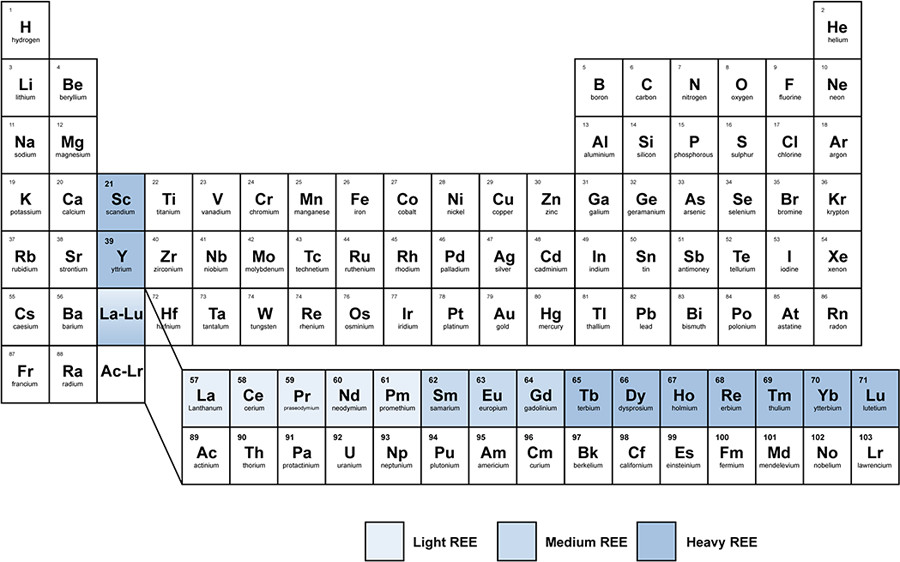 1 2
H He
hydrogen helium
3 4 5 6 7 8 9 10
Li Be B C N O F Ne
lithium beryllium boron carbon nitrogen oxygen fluorine neon
11 12 13 14 15 16 17 18
Na Mg Al Si P S Cl Ar
sodium magnesium aluminium silicon phosphorous sulphur chlorine argon
19 20 21 22 23 24 25 26 27 28 30 31 32 33 34 35 36
K Ca Sc Ti V Cr Mn Fe Co Ni Cu Zn Ga Ge As Se Br Kr
potassium calcium scandium titanium vanadium chromium manganese iron cobalt nickel copper zinc galium geramanium arsenic selenium bromine krypton
37 38 39 40 41 42 43 44 45 46 47 48 49 50 51 52 53 54
Rb Sr Y Zr Nb Mo Tc Ru Rh Pd Ag Cd In Sn Sb Te I Xe
rubidium strontium yttrium zirconium niobium molybdenum technetium ruthenium rhodium palladium silver cadminium indium tin antimoney tellurium iodine xenon
55 56 72 73 74 75 76 77 78 79 80 81 82 83 84 85 86
Cs Ba La-Lu Hf Ta W Re Os Ir Pt Au Hg Tl Pb Bi Po At Rn
caesium barium hafnium tantalum tungsten rhenium osminium iridium platinum gold mercury thallium lead bismuth polonium astatine radon
87 88
Fr Ra Ac-Lr
francium radium
57 58 59 60 61 62 63 64 65 66 67 68 69 70 71
La Ce Pr Nd Pm Sm Eu Gd Tb Dy Ho Re Tm Yb Lu
Lanthanum cerium neodymium promethium samarium europium gadolinium terbium dysprosium holmium erbium thulium ytterbium lutetium
89 90 91 92 93 94 95 96 97 98 99 100 101 102 103
Ac Th Pa U Np Pu Am Cm Bk Cf Es Fm Md No Lr
actinium thorium protactinium uranium neptunium plutonium americium curium berkelium californium einsteinium fermium mendelevium nobelium lawrencium
Light REE Medium REE Heavy REE